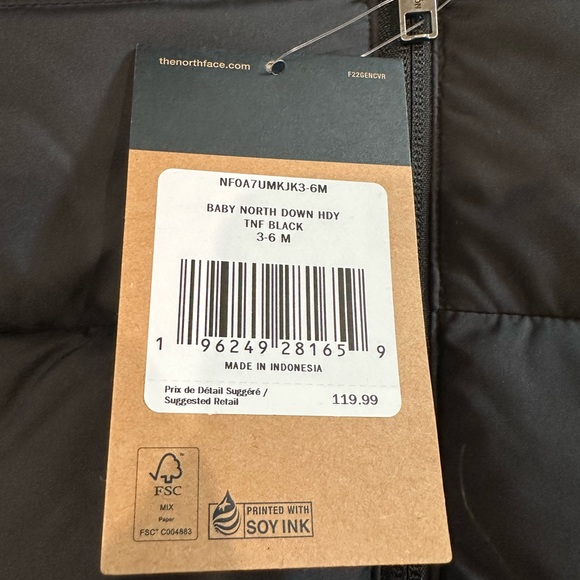 thenorthface.com
F22GENCVR
NF0A7UMKJK3-6M
BABY NORTH DOWN HDY
TNF BLACK
3-6 M
1 96249 28165 9
MADE IN INDONESIA
Prix de Détail Suggéré /
Suggested Retail 119.99
FSC
MIX
Paper
FSC® C004663
PRINTED WITH
SOY INK